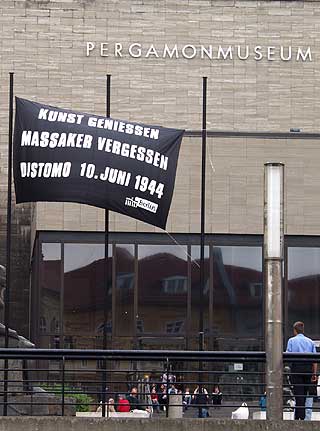 PERGAMONMUSEUM
KUNST GENIESSEN
MASSAKER VERGESSEN
DISTOMO 10. JUNI 1944